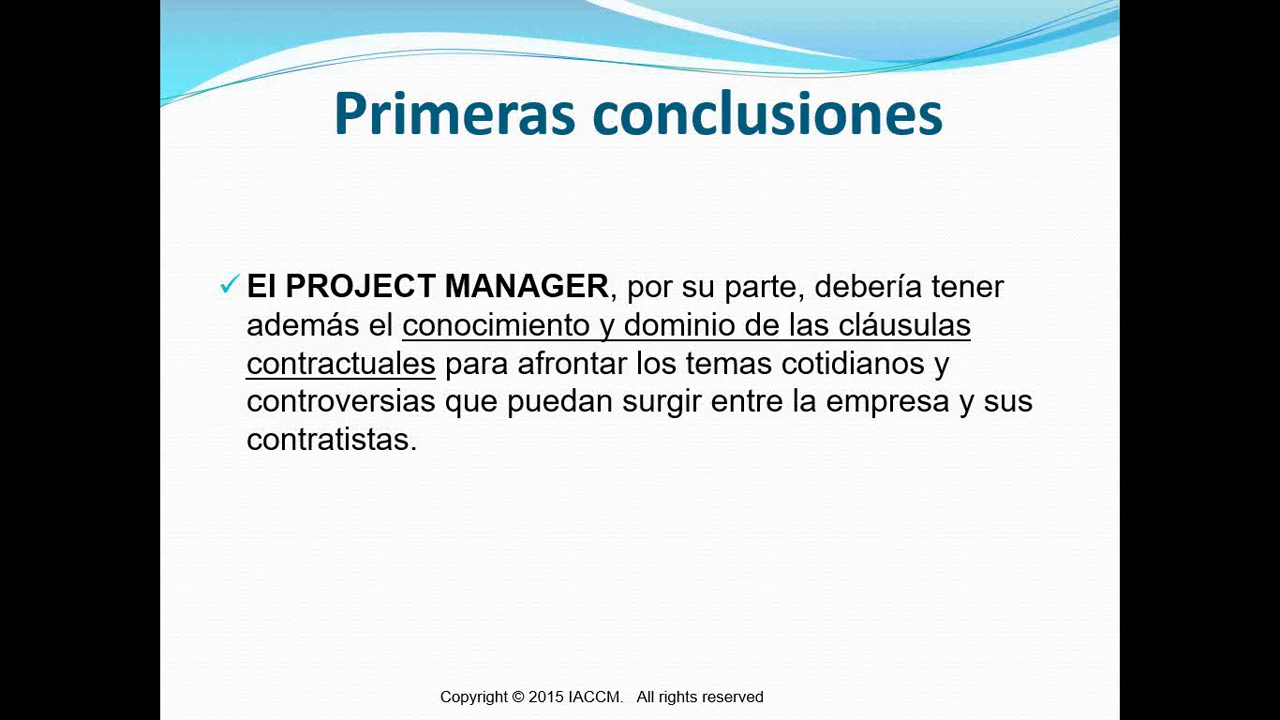 Primeras conclusiones
✓ El PROJECT MANAGER, por su parte, debería tener
además el conocimiento y dominio de las cláusulas
contractuales para afrontar los temas cotidianos y
controversias que puedan surgir entre la empresa y sus
contratistas.
Copyright © 2015 IACCM. All rights reserved